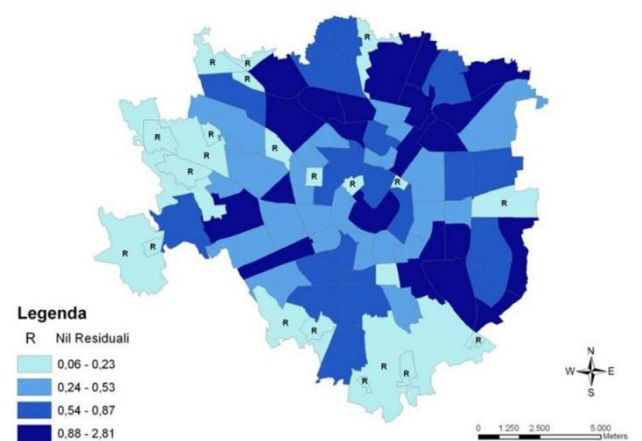 R
R R
R
R R
R
R
R
R
R R
R
R
R
R
R
R
R
R
R
Legenda
R Nil Residuali
0,06 - 0,23
0,24 - 0,53
0,54 - 0,87
0,88 - 2,81
N
W E
S
0 1.250 2.500 5.000
Meters